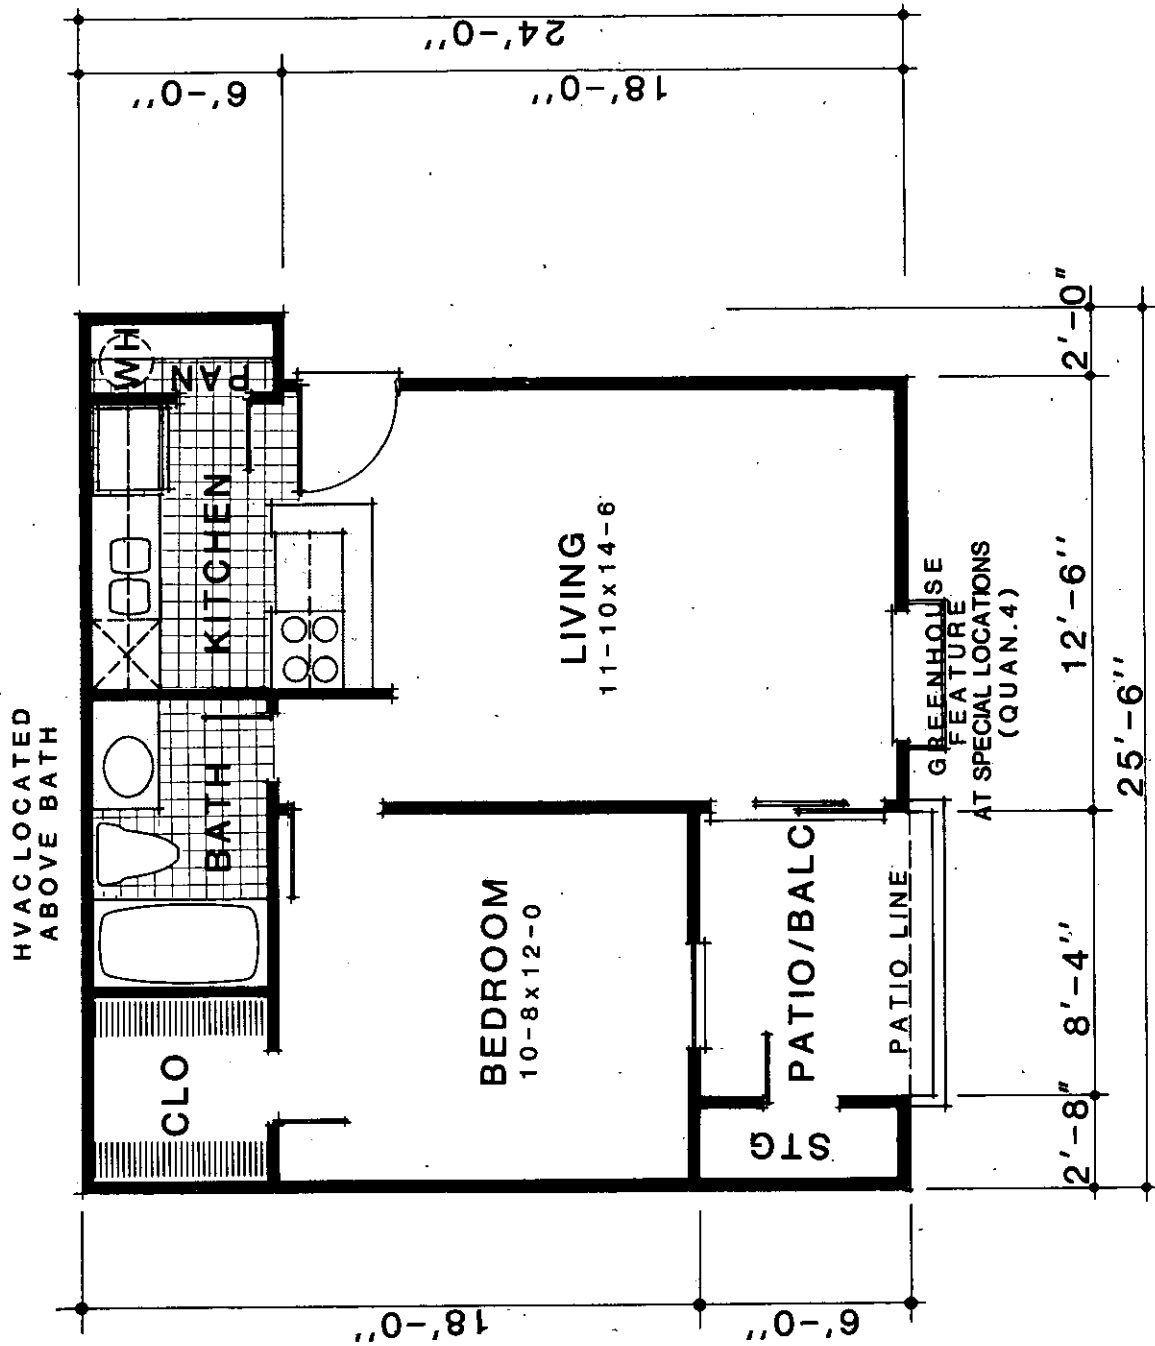 24'-0"
6'-0"
18'-0"
HVAC LOCATED
ABOVE BATH
WH
PAN
KITCHEN
BATH
CLO
LIVING
11-10x14-6
BEDROOM
10-8x12-0
PATIO/BALC
STG
PATIO LINE
GREENHOUSE
FEATURE
AT SPECIAL LOCATIONS
(QUAN.4)
2'-0"
12'-6"
8'-4"
2'-8"
25'-6"
18'-0"
6'-0"